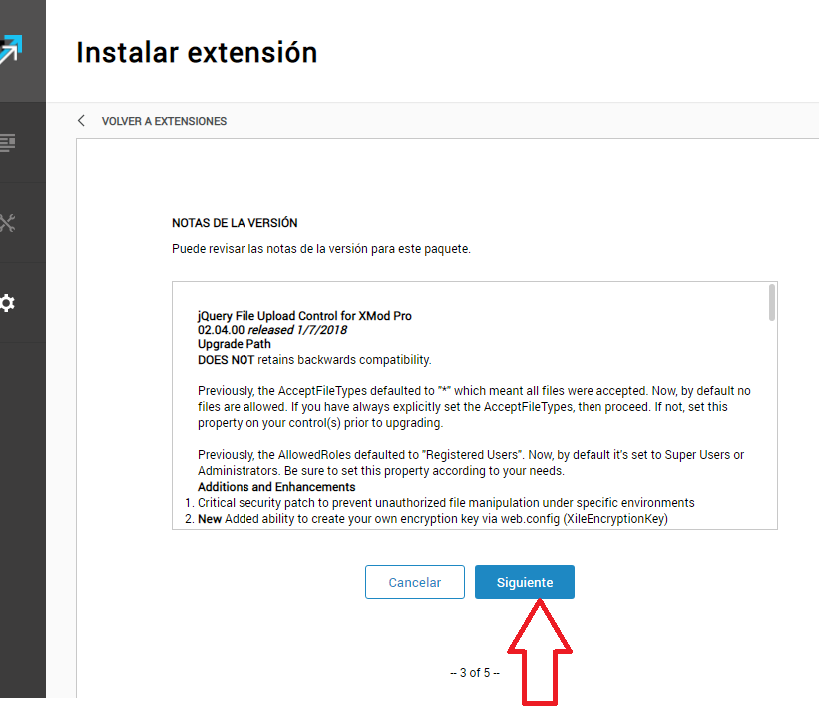 Instalar extensión
VOLVER A EXTENSIONES
NOTAS DE LA VERSIÓN
Puede revisar las notas de la versión para este paquete.
jQuery File Upload Control for XMod Pro
02.04.00 released 1/7/2018
Upgrade Path
DOES NOT retains backwards compatibility.
Previously, the AcceptFileTypes defaulted to "*" which meant all files were accepted. Now, by default no
files are allowed. If you have always explicitly set the AcceptFileTypes, then proceed. If not, set this
property on your control(s) prior to upgrading.
Previously, the AllowedRoles defaulted to "Registered Users". Now, by default it's set to Super Users or
Administrators. Be sure to set this property according to your needs.
Additions and Enhancements
1. Critical security patch to prevent unauthorized file manipulation under specific environments
2. New Added ability to create your own encryption key via web.config (XileEncryptionKey)
Cancelar
Siguiente
-- 3 of 5 --